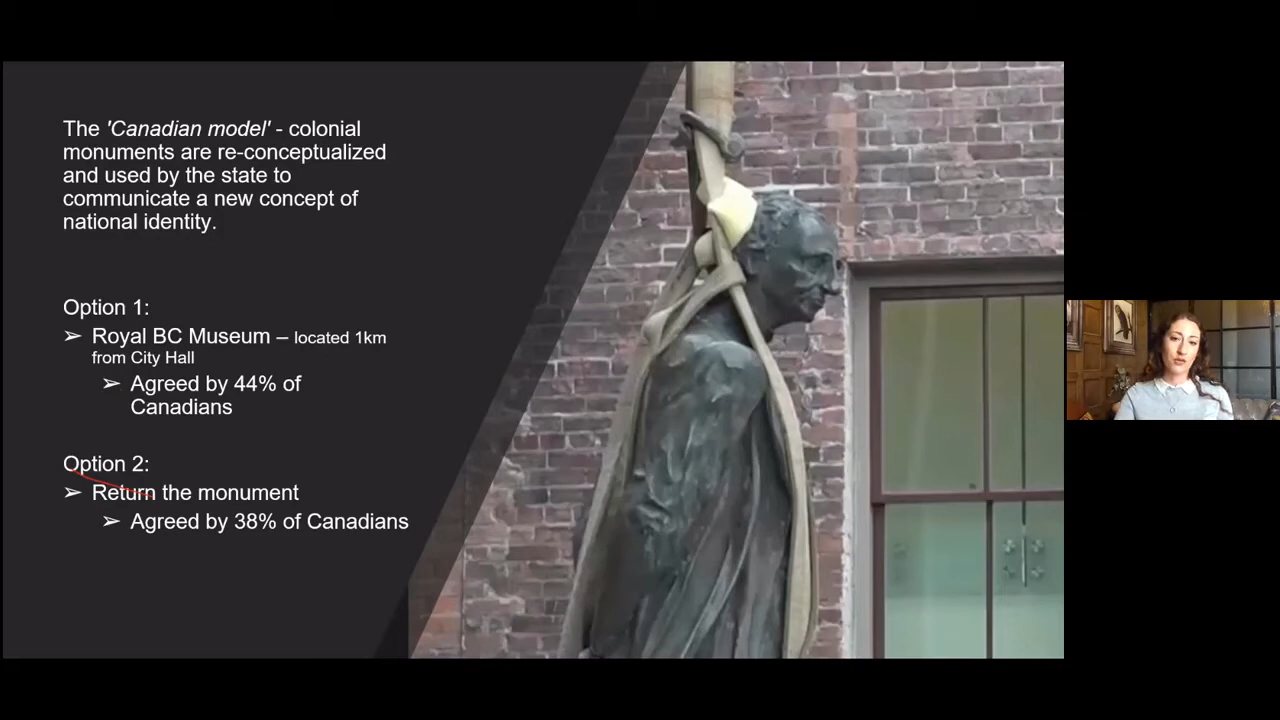 The 'Canadian model' - colonial
monuments are re-conceptualized
and used by the state to
communicate a new concept of
national identity.
Option 1:
➢ Royal BC Museum – located 1km
from City Hall
➢ Agreed by 44% of
Canadians
Option 2:
➢ Return the monument
➢ Agreed by 38% of Canadians